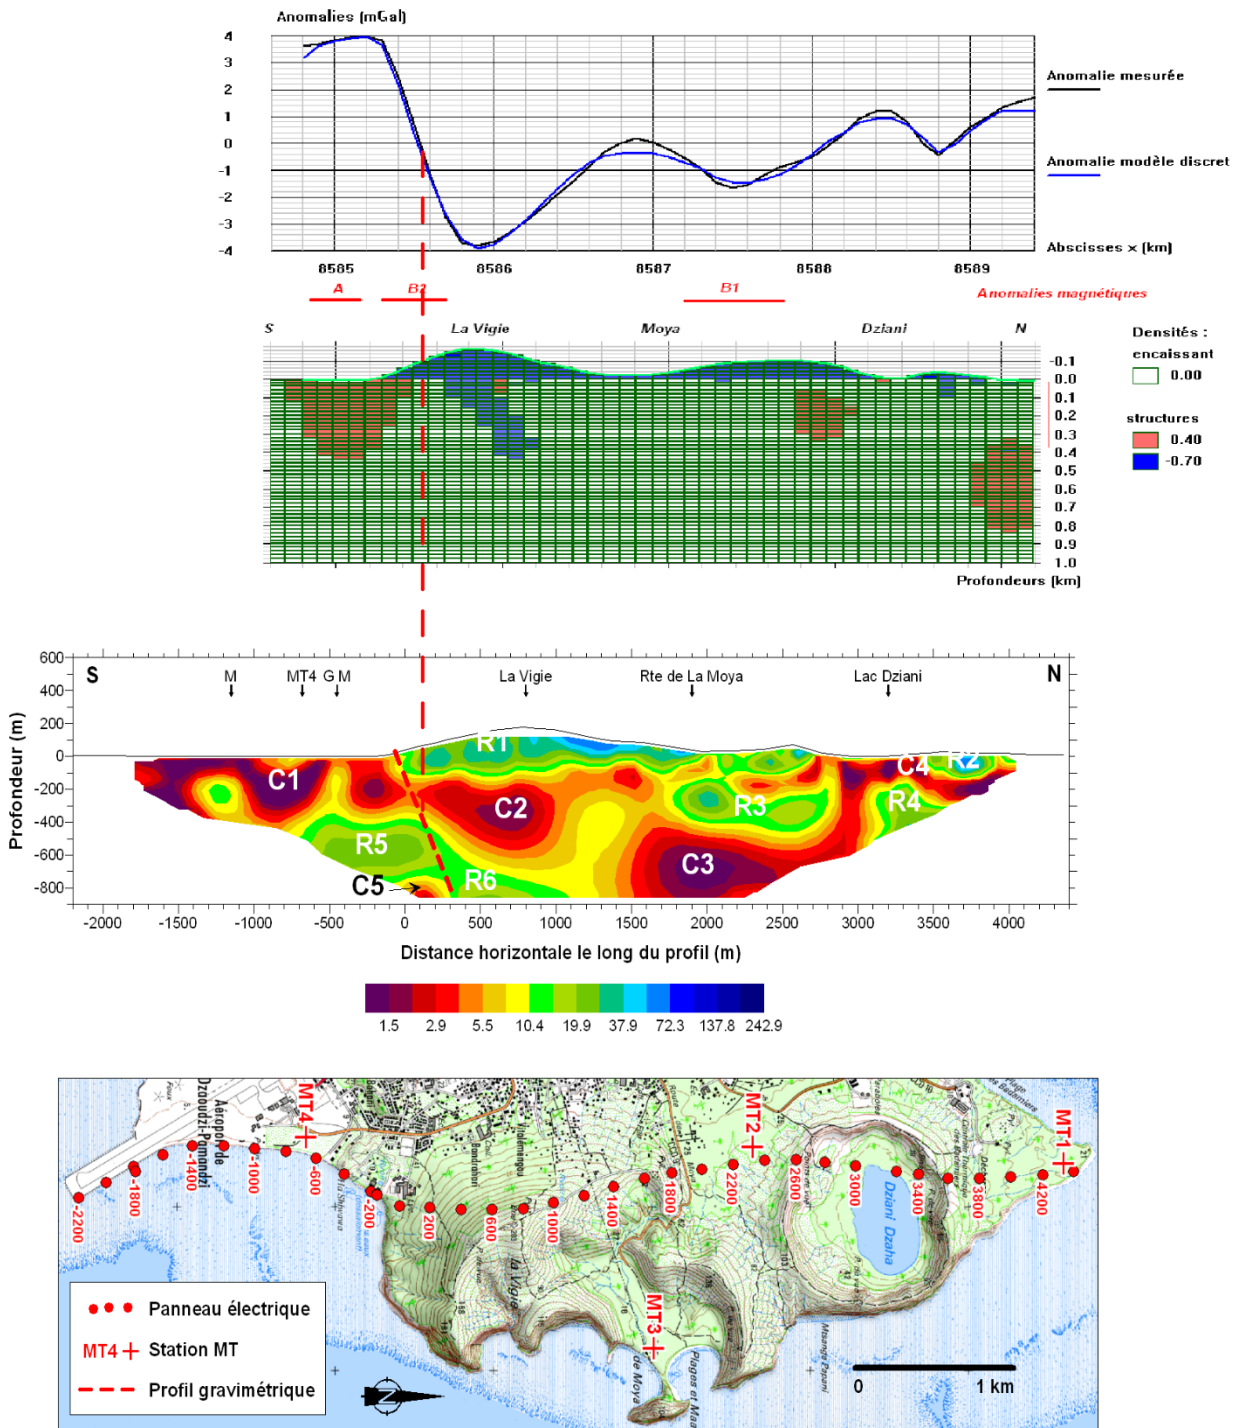 Anomalies (mGal)
4
3
2
1
0
-1
-2
-3
-4
Anomalie mesurée
Anomalie modèle discret
Abscisses x (km)
8585 8586 8587 8588 8589
A B2 B1 Anomalies magnétiques
S La Vigie Moya Dziani N
Densités :
encaissant
0.00
structures
0.40
-0.70
-0.1
0.0
0.1
0.2
0.3
0.4
0.5
0.6
0.7
0.8
0.9
1.0
Profondeurs (km)
Profondeur (m)
600
400
200
0
-200
-400
-600
-800
S M MT4 G M La Vigie Rte de La Moya Lac Dziani N
R1 R2
C1 C4
C2 R3 R4
R5 C3
C5 R6
-2000 -1500 -1000 -500 0 500 1000 1500 2000 2500 3000 3500 4000
Distance horizontale le long du profil (m)
1.5 2.9 5.5 10.4 19.9 37.9 72.3 137.8 242.9
Aéroport de
Dzaoudzi-Pamandzi
MT4 MT2 MT1
MT3
-2200 -1800 -1400 -1000 -600 -200 200 600 1000 1400 1800 2200 2600 3000 3400 3800 4200
la Vigie
Dziani Dzaha
de Moya
Plages et
Panneau électrique
MT4 Station MT
Profil gravimétrique
N
0 1 km